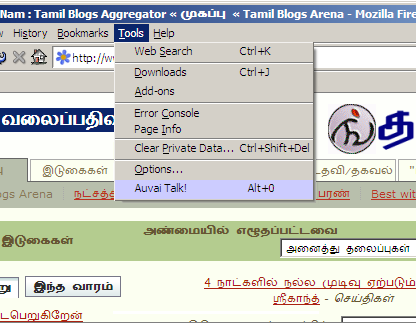 Nam : Tamil Blogs Aggregator « முகப்பு « Tamil Blogs Arena - Mozilla Fire
History Bookmarks Tools Help
http://w
Web Search Ctrl+K
Downloads Ctrl+J
Add-ons
Error Console
Page Info
Clear Private Data... Ctrl+Shift+Del
Options...
Auvai Talk! Alt+0
வலைப்பதிவ
த
இடுகைகள் தவி/தகவல்
ogs Arena நட்சத்த பரண் Best wit
இடுகைகள் அண்மையில் எழுதப்பட்டவை
அனைத்து தலைப்புகள்
று இந்த வாரம்
4 நாட்களில் நல்ல முடிவு ஏற்படும்
ஸ்ரீகாந்த் - செய்திகள்
டபெறுகிறேன்